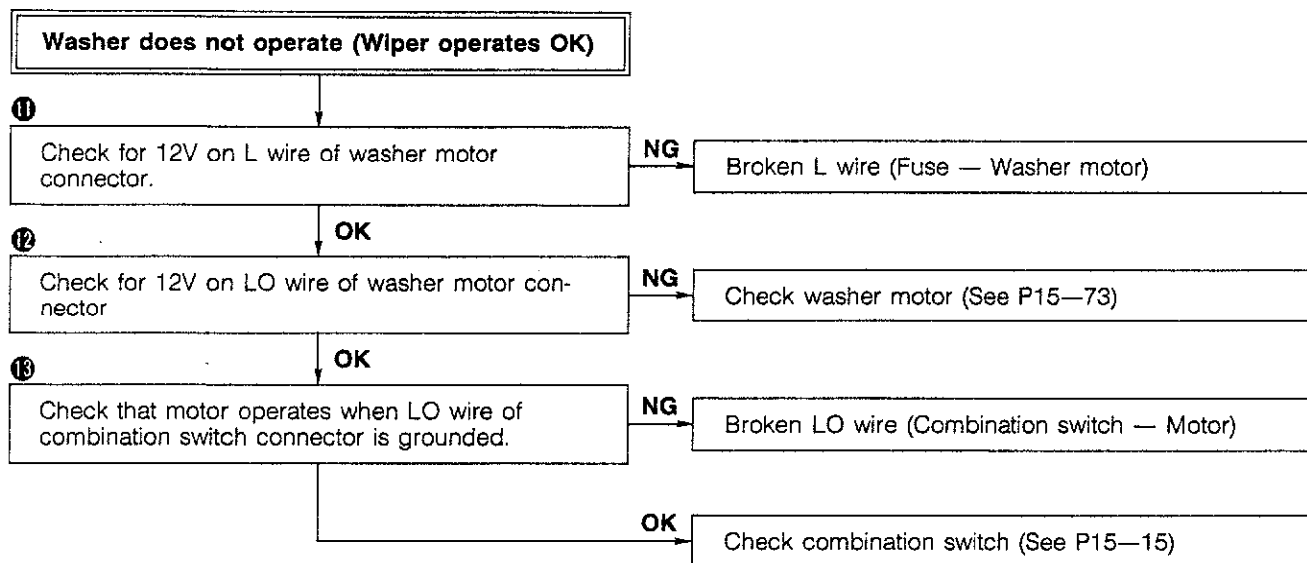 Washer does not operate (Wiper operates OK)
11
Check for 12V on L wire of washer motor
connector.
NG
Broken L wire (Fuse — Washer motor)
OK
12
Check for 12V on LO wire of washer motor con-
nector
NG
Check washer motor (See P15—73)
OK
13
Check that motor operates when LO wire of
combination switch connector is grounded.
NG
Broken LO wire (Combination switch — Motor)
OK
Check combination switch (See P15—15)